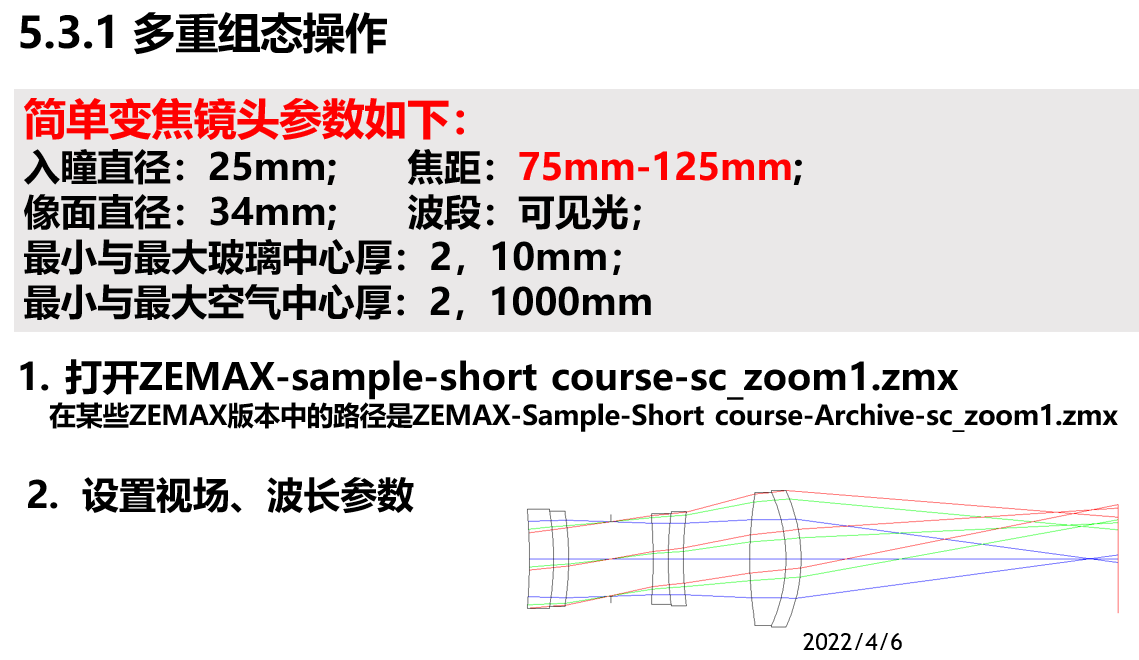 5.3.1 多重组态操作
简单变焦镜头参数如下：
入瞳直径：25mm; 焦距：75mm-125mm;
像面直径：34mm; 波段：可见光；
最小与最大玻璃中心厚：2，10mm；
最小与最大空气中心厚：2，1000mm
1. 打开ZEMAX-sample-short course-sc_zoom1.zmx
在某些ZEMAX版本中的路径是ZEMAX-Sample-Short course-Archive-sc_zoom1.zmx
2. 设置视场、波长参数
2022/4/6